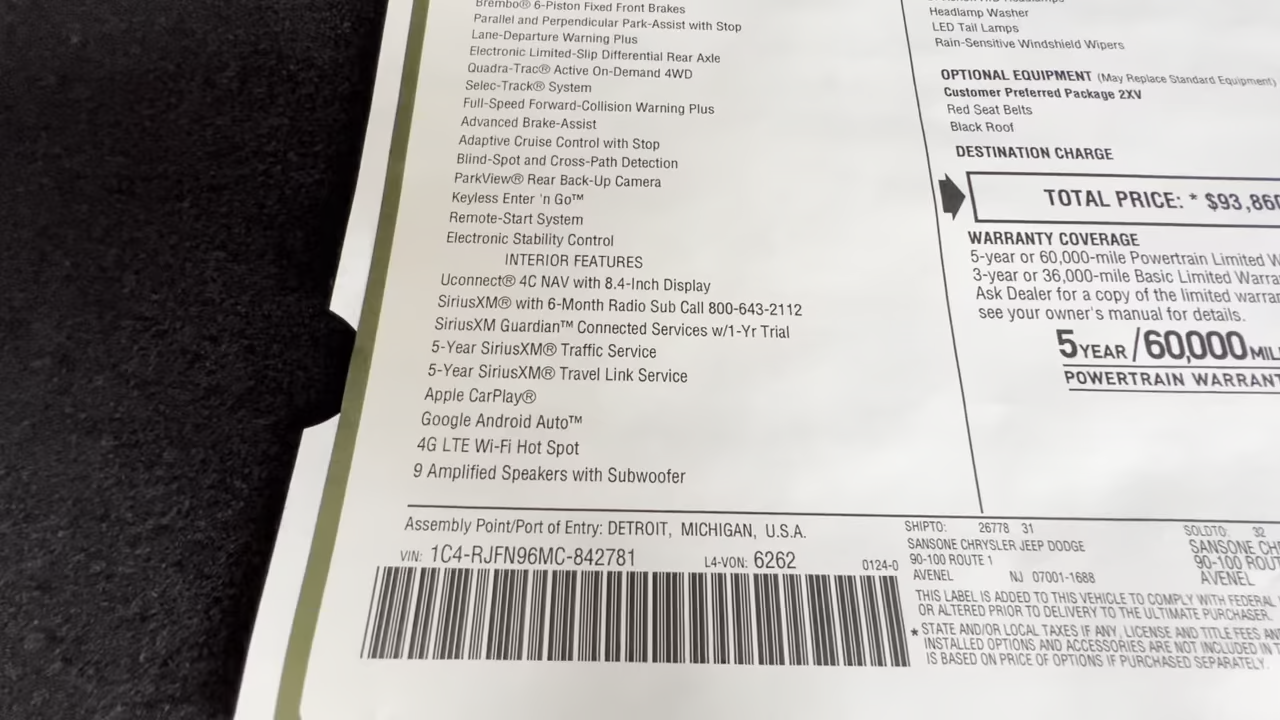 Brembo® 6-Piston Fixed Front Brakes
Parallel and Perpendicular Park-Assist with Stop
Lane-Departure Warning Plus
Electronic Limited-Slip Differential Rear Axle
Quadra-Trac® Active On-Demand 4WD
Selec-Track® System
Full-Speed Forward-Collision Warning Plus
Advanced Brake-Assist
Adaptive Cruise Control with Stop
Blind-Spot and Cross-Path Detection
ParkView® Rear Back-Up Camera
Keyless Enter 'n Go™
Remote-Start System
Electronic Stability Control
INTERIOR FEATURES
Uconnect® 4C NAV with 8.4-Inch Display
SiriusXM® with 6-Month Radio Sub Call 800-643-2112
SiriusXM Guardian™ Connected Services w/1-Yr Trial
5-Year SiriusXM® Traffic Service
5-Year SiriusXM® Travel Link Service
Apple CarPlay®
Google Android Auto™
4G LTE Wi-Fi Hot Spot
9 Amplified Speakers with Subwoofer
Headlamp Washer
LED Tail Lamps
Rain-Sensitive Windshield Wipers
OPTIONAL EQUIPMENT (May Replace Standard Equipment)
Customer Preferred Package 2XV
Red Seat Belts
Black Roof
DESTINATION CHARGE
TOTAL PRICE: * $93,86
WARRANTY COVERAGE
5-year or 60,000-mile Powertrain Limited W
3-year or 36,000-mile Basic Limited Warra
Ask Dealer for a copy of the limited warran
see your owner's manual for details.
5 YEAR/60,000 MIL
POWERTRAIN WARRANT
Assembly Point/Port of Entry: DETROIT, MICHIGAN, U.S.A.
VIN: 1C4-RJFN96MC-842781 L4-VON: 6262 0124-0
SHIPTO: 26778 31
SANSONE CHRYSLER JEEP DODGE
90-100 ROUTE 1
AVENEL NJ 07001-1688
SOLDTO: 32
SANSONE CH
90-100 ROUT
AVENEL
THIS LABEL IS ADDED TO THIS VEHICLE TO COMPLY WITH FEDERAL
OR ALTERED PRIOR TO DELIVERY TO THE ULTIMATE PURCHASER.
* STATE AND/OR LOCAL TAXES IF ANY, LICENSE AND TITLE FEES AN
INSTALLED OPTIONS AND ACCESSORIES ARE NOT INCLUDED IN T
IS BASED ON PRICE OF OPTIONS IF PURCHASED SEPARATELY.